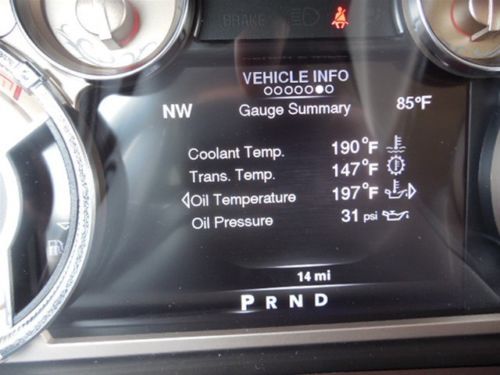 BRAKE
VEHICLE INFO
NW Gauge Summary 85°F
Coolant Temp. 190°F
Trans. Temp. 147°F
Oil Temperature 197°F
Oil Pressure 31 psi
14 mi
P R N D